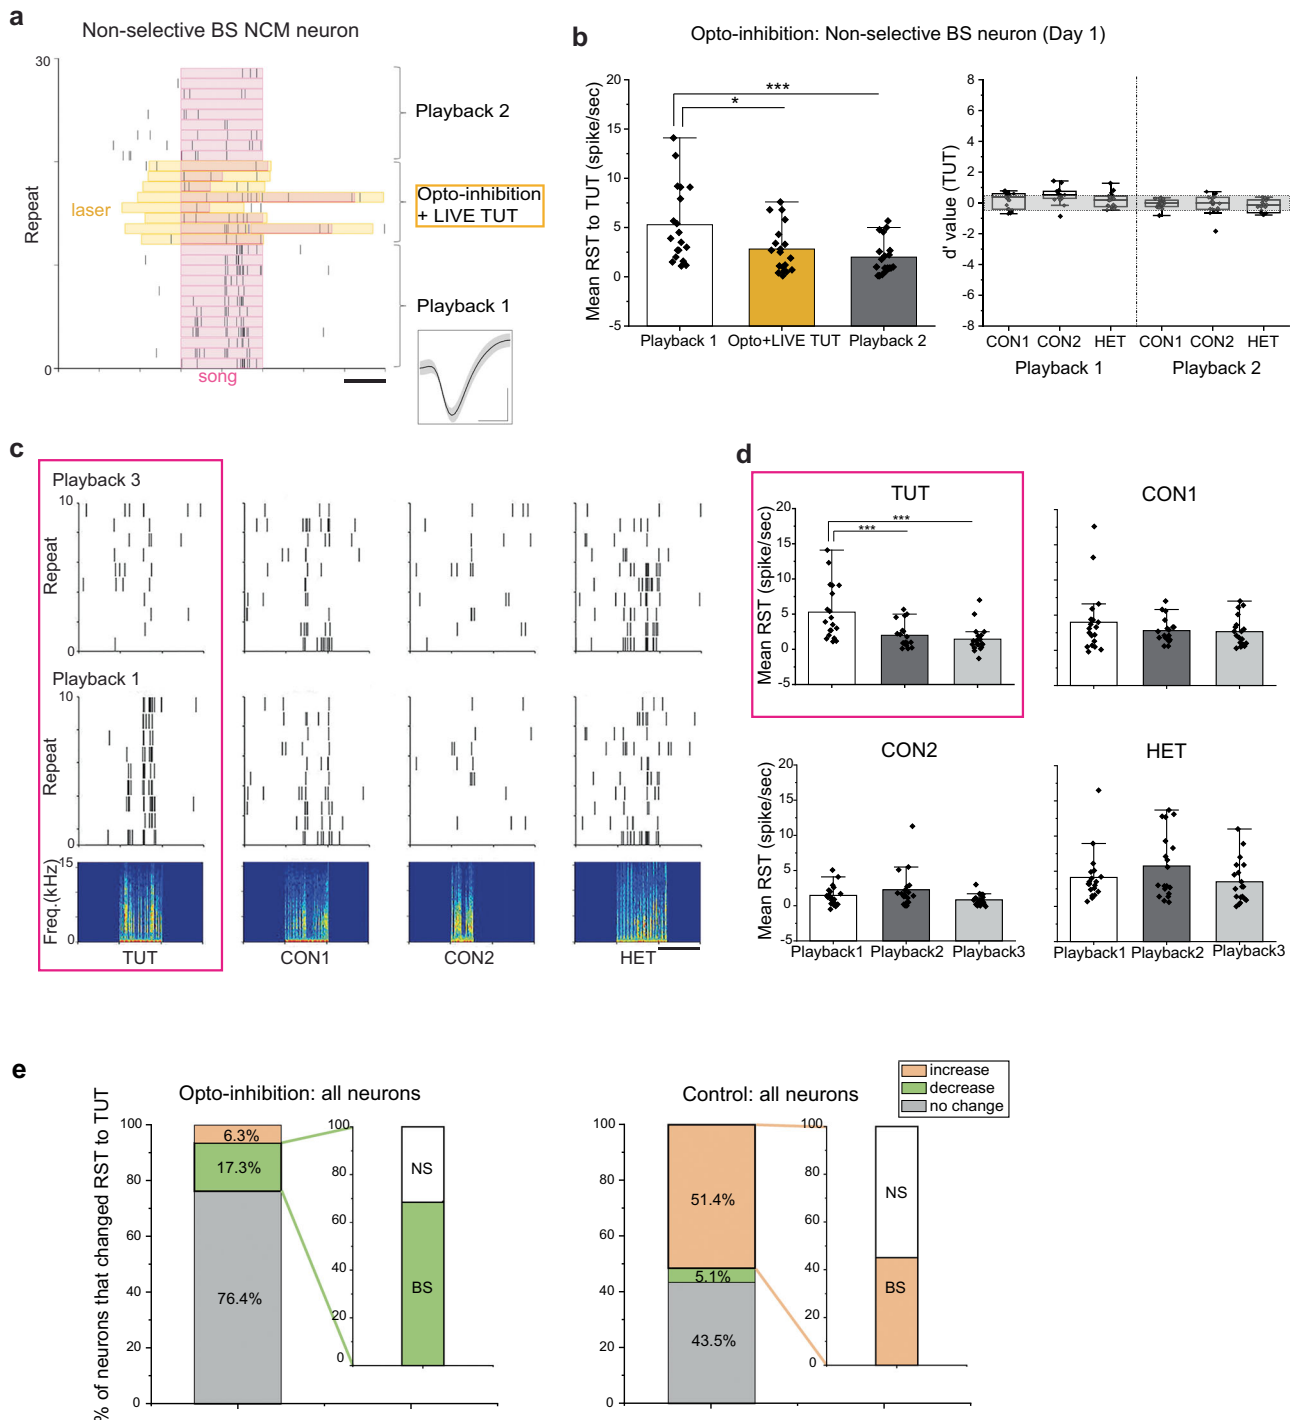 a
Non-selective BS NCM neuron
30
Repeat
0
laser
song
Playback 2
Opto-inhibition
+ LIVE TUT
Playback 1
b
Opto-inhibition: Non-selective BS neuron (Day 1)
Mean RST to TUT (spike/sec)
20
15
10
5
0
-5
***
*
Playback 1 Opto+LIVE TUT Playback 2
d' value (TUT)
8
6
4
2
0
-2
-4
-6
-8
CON1 CON2 HET CON1 CON2 HET
Playback 1 Playback 2
c
Playback 3
10
Repeat
0
Playback 1
10
Repeat
0
Freq.(kHz)
15
0
TUT CON1 CON2 HET
d
TUT
Mean RST (spike/sec)
20
15
10
5
0
-5
***
***
CON1
CON2
Mean RST (spike/sec)
20
15
10
5
0
-5
Playback1 Playback2 Playback3
HET
Playback1 Playback2 Playback3
e
% of neurons that changed RST to TUT
Opto-inhibition: all neurons
100
80
60
40
20
0
6.3%
17.3%
76.4%
100
80
60
40
20
0
NS
BS
Control: all neurons
increase
decrease
no change
100
80
60
40
20
0
51.4%
5.1%
43.5%
100
80
60
40
20
0
NS
BS